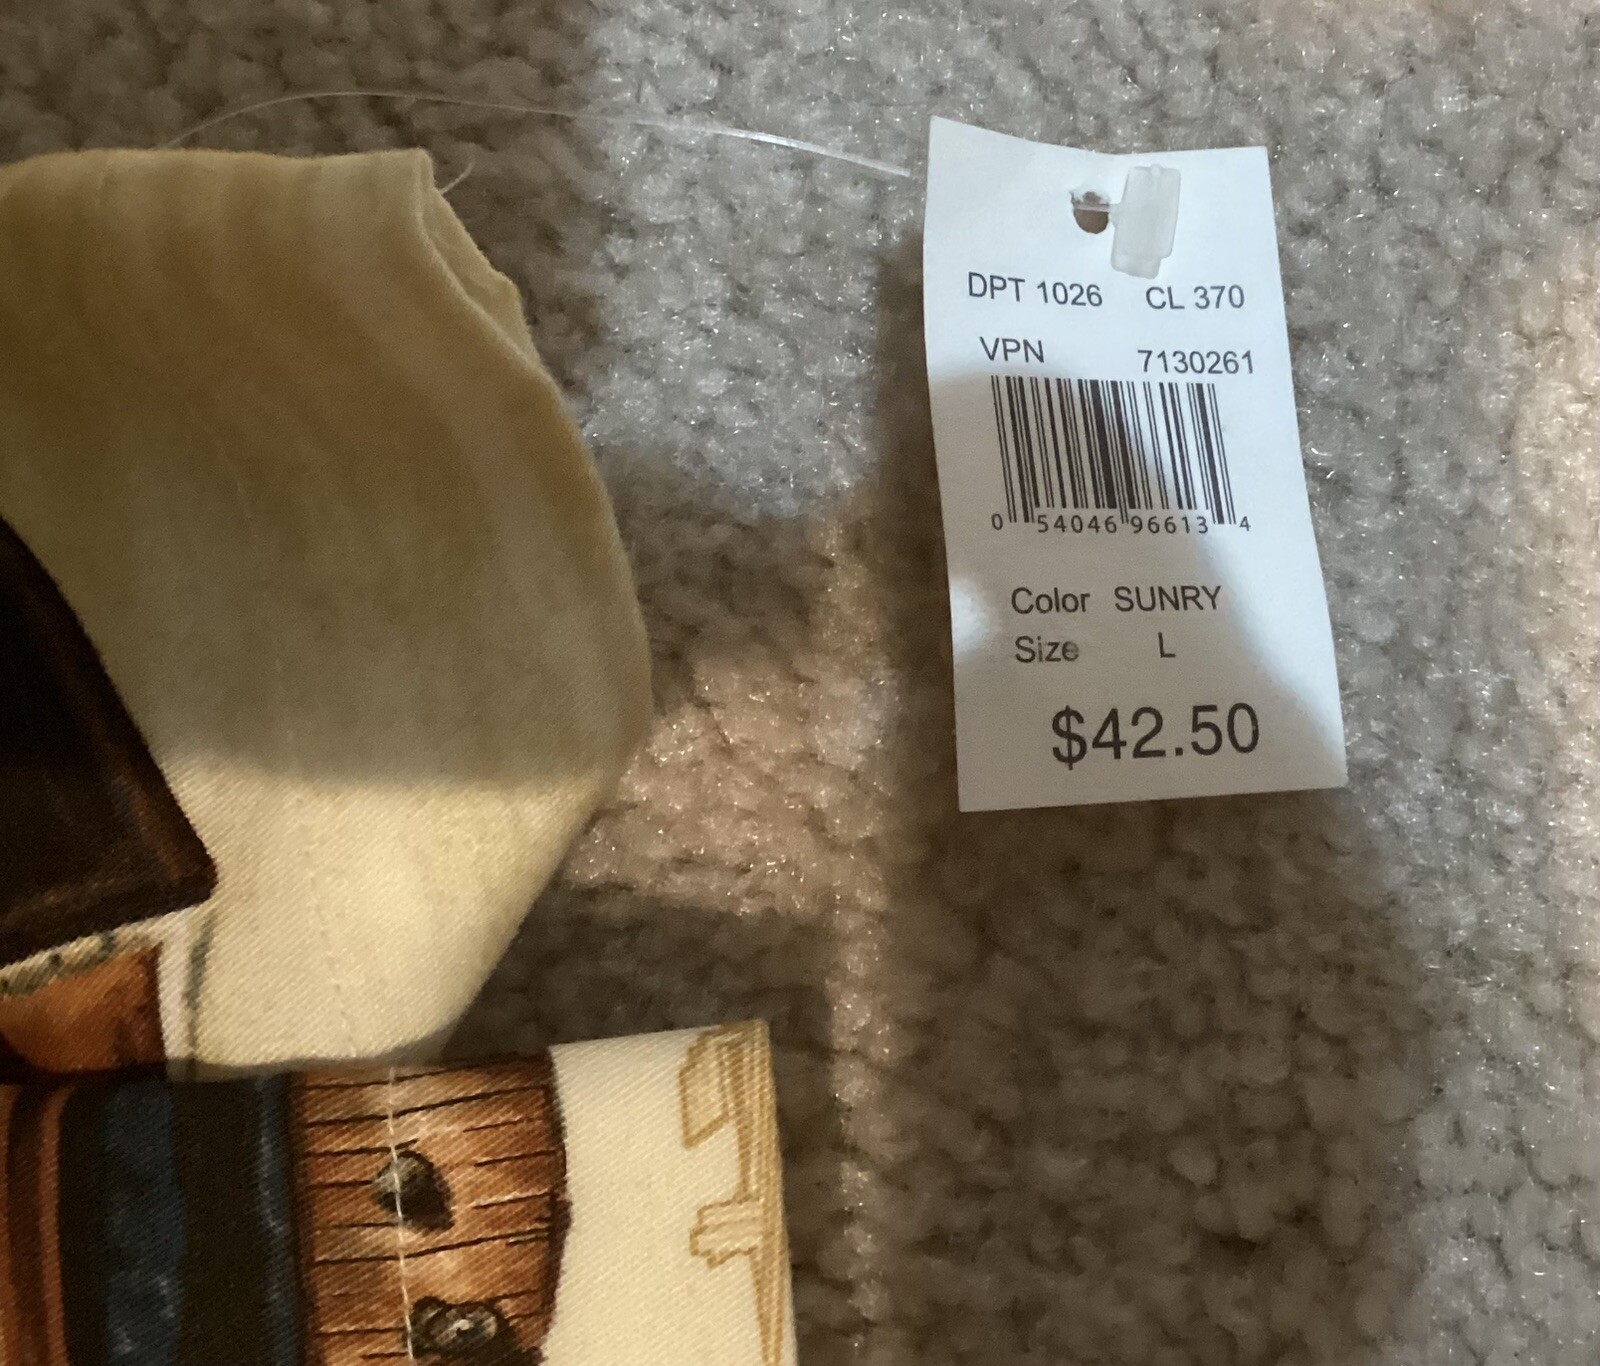 DPT 1026 CL 370
VPN 7130261
0 54046 96613 4
Color SUNRY
Size L
$42.50